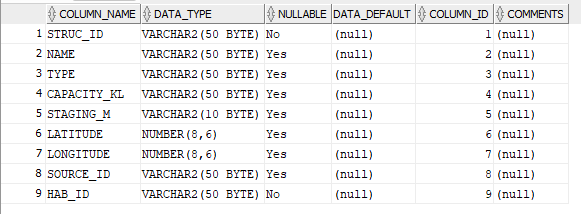 COLUMN_NAME DATA_TYPE NULLABLE DATA_DEFAULT COLUMN_ID COMMENTS
1 STRUC_ID VARCHAR2(50 BYTE) No (null) 1 (null)
2 NAME VARCHAR2(50 BYTE) Yes (null) 2 (null)
3 TYPE VARCHAR2(50 BYTE) Yes (null) 3 (null)
4 CAPACITY_KL VARCHAR2(50 BYTE) Yes (null) 4 (null)
5 STAGING_M VARCHAR2(10 BYTE) Yes (null) 5 (null)
6 LATITUDE NUMBER(8,6) Yes (null) 6 (null)
7 LONGITUDE NUMBER(8,6) Yes (null) 7 (null)
8 SOURCE_ID VARCHAR2(50 BYTE) Yes (null) 8 (null)
9 HAB_ID VARCHAR2(50 BYTE) No (null) 9 (null)